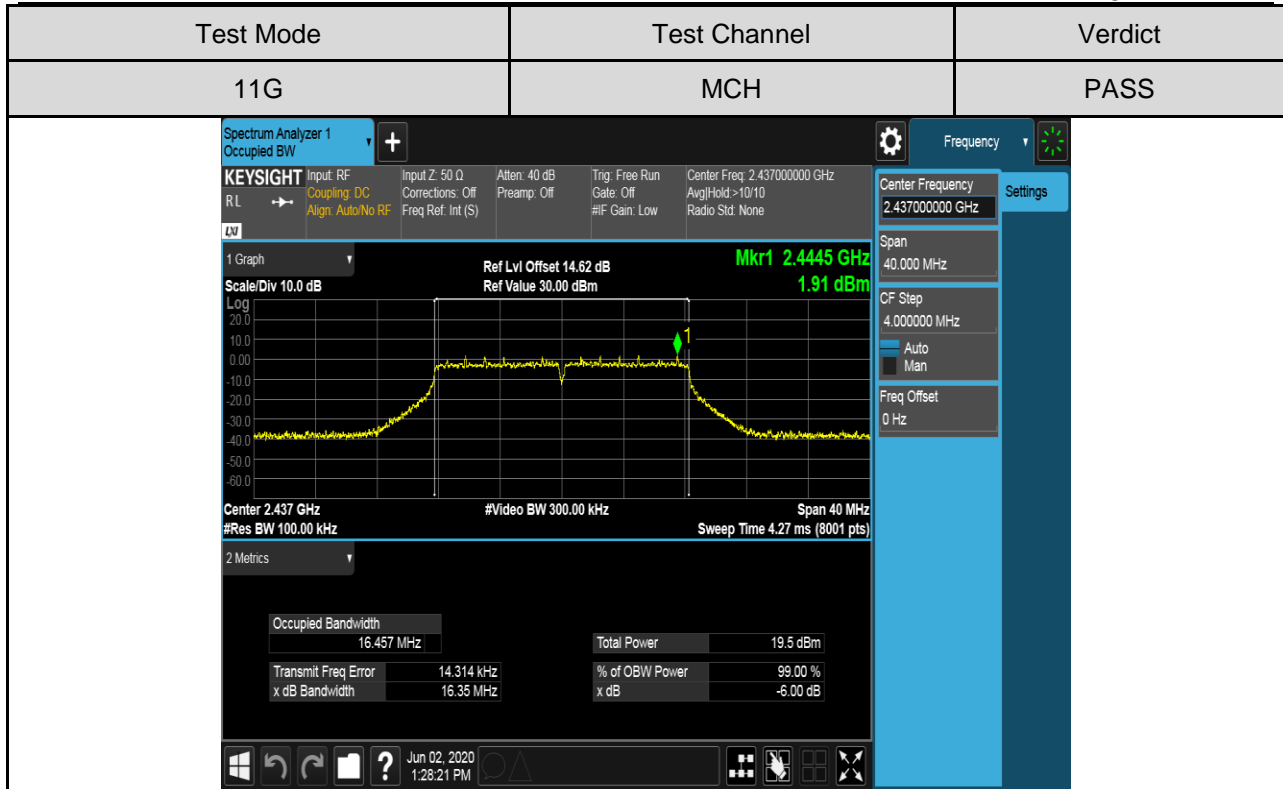 Test Mode Test Channel Verdict
11G MCH PASS
Spectrum Analyzer 1
Occupied BW
+
Frequency
KEYSIGHT Input: RF Input Z: 50 Ω Atten: 40 dB Trig: Free Run Center Freq: 2.437000000 GHz
RL Coupling: DC Corrections: Off Preamp: Off Gate: Off Avg|Hold:>10/10
Align: Auto/No RF Freq Ref: Int (S) #IF Gain: Low Radio Std: None
LXI
Center Frequency
2.437000000 GHz
Settings
Span
40.000 MHz
CF Step
4.000000 MHz
Auto
Man
Freq Offset
0 Hz
1 Graph Ref Lvl Offset 14.62 dB Mkr1 2.4445 GHz
Scale/Div 10.0 dB Ref Value 30.00 dBm 1.91 dBm
Log
20.0
10.0
0.00
-10.0
-20.0
-30.0
-40.0
-50.0
-60.0
1
Center 2.437 GHz #Video BW 300.00 kHz Span 40 MHz
#Res BW 100.00 kHz Sweep Time 4.27 ms (8001 pts)
2 Metrics
Occupied Bandwidth
16.457 MHz Total Power 19.5 dBm
Transmit Freq Error 14.314 kHz % of OBW Power 99.00 %
x dB Bandwidth 16.35 MHz x dB -6.00 dB
? Jun 02, 2020
1:28:21 PM